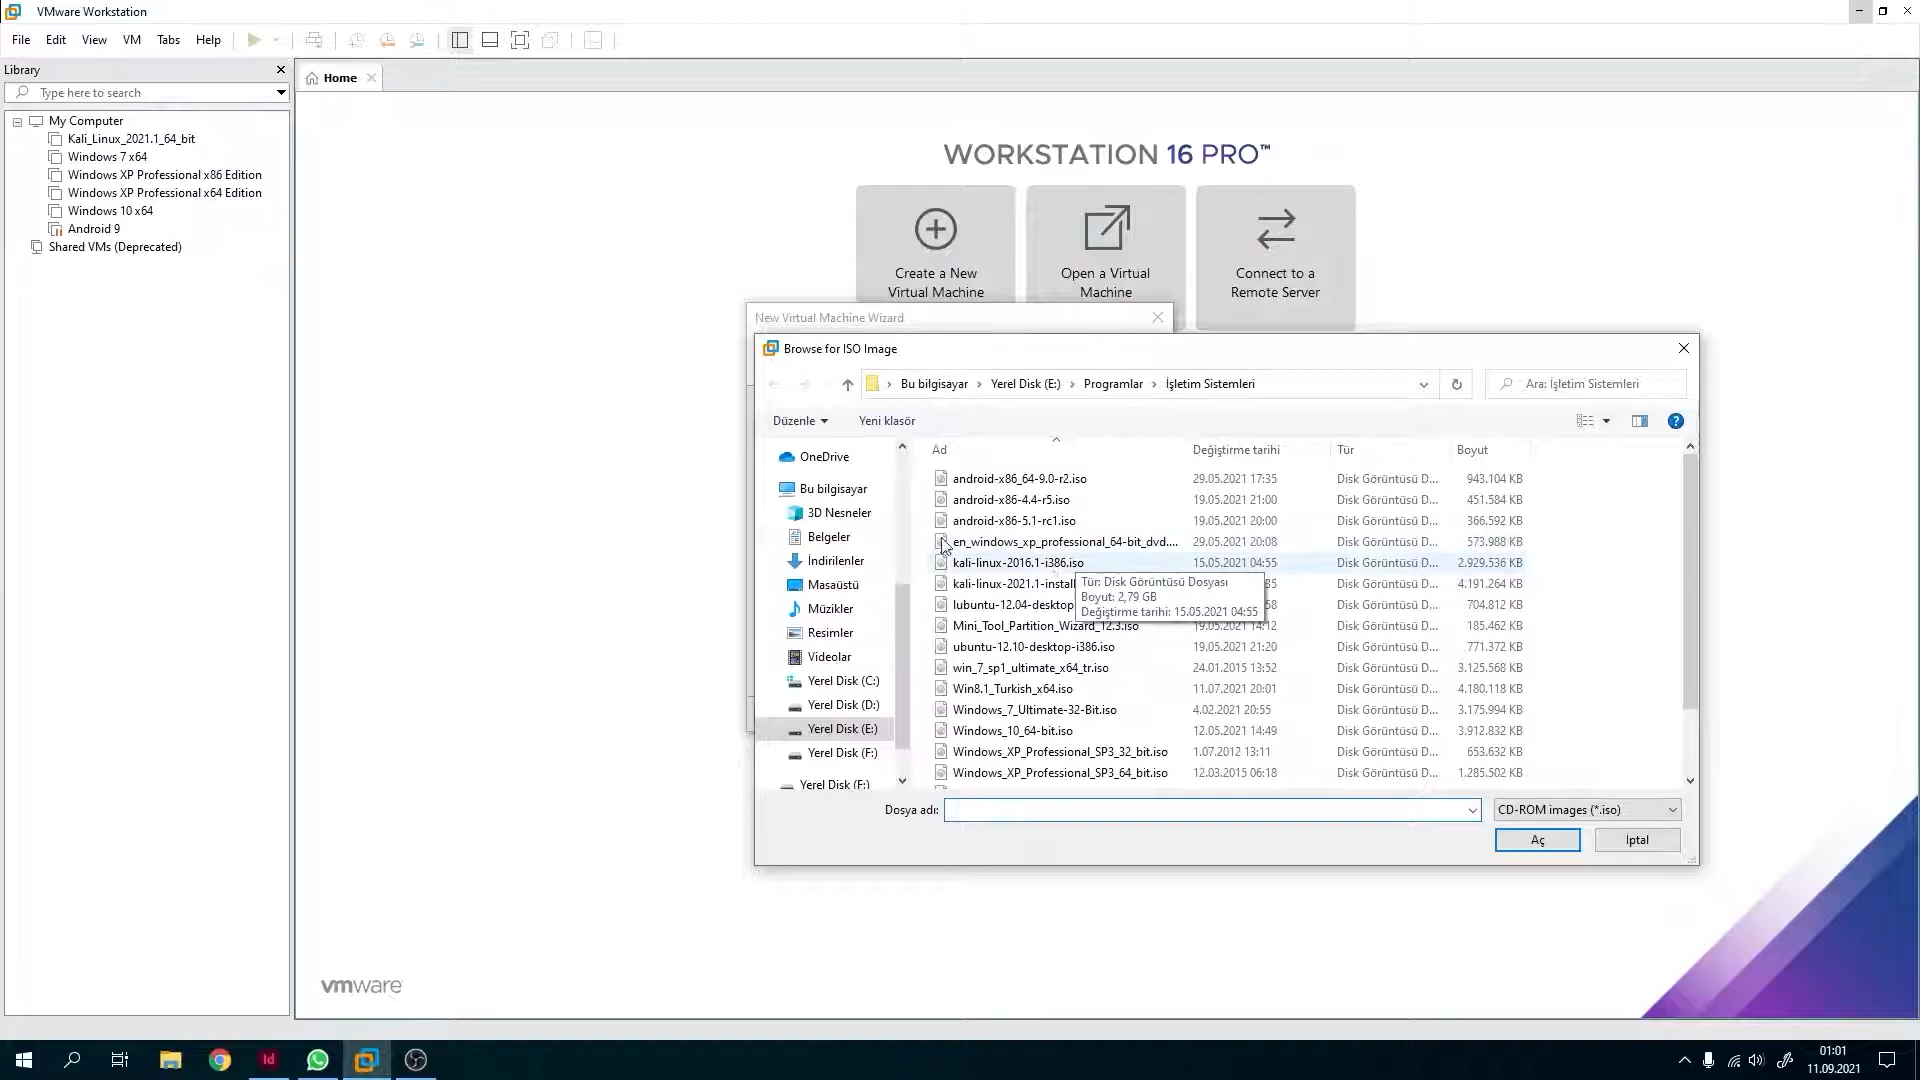 VMware Workstation
File Edit View VM Tabs Help
Library
Type here to search
My Computer
Kali_Linux_2021.1_64_bit
Windows 7 x64
Windows XP Professional x86 Edition
Windows XP Professional x64 Edition
Windows 10 x64
Android 9
Shared VMs (Deprecated)
Home
WORKSTATION 16 PRO™
Create a New
Virtual Machine
Open a Virtual
Machine
Connect to a
Remote Server
New Virtual Machine Wizard
Browse for ISO Image
Bu bilgisayar › Yerel Disk (E:) › Programlar › İşletim Sistemleri
Ara: İşletim Sistemleri
Düzenle Yeni klasör
OneDrive
Bu bilgisayar
3D Nesneler
Belgeler
İndirilenler
Masaüstü
Müzikler
Resimler
Videolar
Yerel Disk (C:)
Yerel Disk (D:)
Yerel Disk (E:)
Yerel Disk (F:)
Yerel Disk (F:)
Ad Değiştirme tarihi Tür Boyut
android-x86_64-9.0-r2.iso 29.05.2021 17:35 Disk Görüntüsü D... 943.104 KB
android-x86-4.4-r5.iso 19.05.2021 21:00 Disk Görüntüsü D... 451.584 KB
android-x86-5.1-rc1.iso 19.05.2021 20:00 Disk Görüntüsü D... 366.592 KB
en_windows_xp_professional_64-bit_dvd.... 29.05.2021 20:08 Disk Görüntüsü D... 573.988 KB
kali-linux-2016.1-i386.iso 15.05.2021 04:55 Disk Görüntüsü D... 2.929.536 KB
kali-linux-2021.1-install Disk Görüntüsü D... 4.191.264 KB
lubuntu-12.04-desktop- Disk Görüntüsü D... 704.812 KB
Mini_Tool_Partition_Wizard_12.3.iso 19.05.2021 14:12 Disk Görüntüsü D... 185.462 KB
ubuntu-12.10-desktop-i386.iso 19.05.2021 21:20 Disk Görüntüsü D... 771.372 KB
win_7_sp1_ultimate_x64_tr.iso 24.01.2015 13:52 Disk Görüntüsü D... 3.125.568 KB
Win8.1_Turkish_x64.iso 11.07.2021 20:01 Disk Görüntüsü D... 4.180.118 KB
Windows_7_Ultimate-32-Bit.iso 4.02.2021 20:55 Disk Görüntüsü D... 3.175.994 KB
Windows_10_64-bit.iso 12.05.2021 14:49 Disk Görüntüsü D... 3.912.832 KB
Windows_XP_Professional_SP3_32_bit.iso 1.07.2012 13:11 Disk Görüntüsü D... 653.632 KB
Windows_XP_Professional_SP3_64_bit.iso 12.03.2015 06:18 Disk Görüntüsü D... 1.285.502 KB
Tür: Disk Görüntüsü Dosyası
Boyut: 2,79 GB
Değiştirme tarihi: 15.05.2021 04:55
Dosya adı:
CD-ROM images (*.iso)
Aç İptal
vmware
Id
01:01
11.09.2021